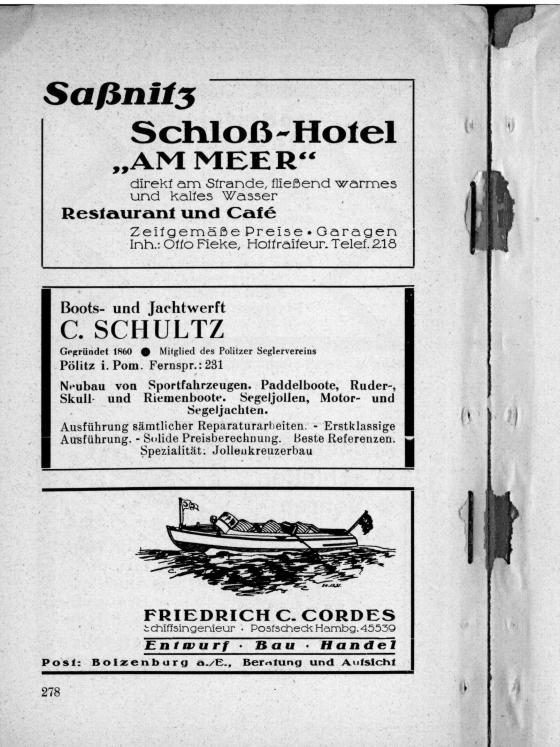 Saßnitz
Schloß-Hotel
„AM MEER“
direkt am Strande, fließend warmes
und kaltes Wasser
Restaurant und Café
Zeitgemäße Preise • Garagen
Inh.: Otto Fieke, Hoftraiteur. Telef. 218
Boots- und Jachtwerft
C. SCHULTZ
Gegründet 1860 ● Mitglied des Politzer Seglervereins
Pölitz i. Pom. Fernspr.: 231
Neubau von Sportfahrzeugen. Paddelboote, Ruder-,
Skull- und Riemenboote. Segeljollen, Motor- und
Segeljachten.
Ausführung sämtlicher Reparaturarbeiten. - Erstklassige
Ausführung. - Solide Preisberechnung. Beste Referenzen.
Spezialität: Jollenkreuzerbau
FRIEDRICH C. CORDES
Schiffsingenieur · Postscheck Hambg. 45539
Entwurf · Bau · Handel
Post: Boizenburg a./E., Beratung und Aufsicht
278